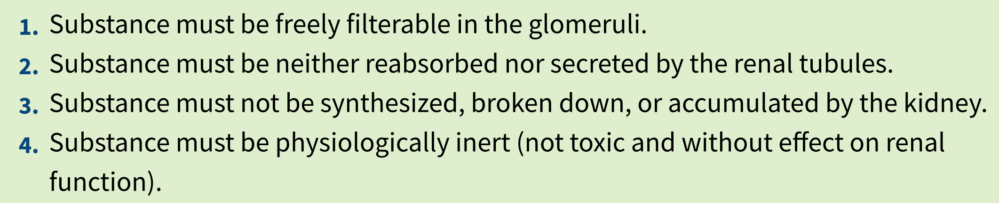 1. Substance must be freely filterable in the glomeruli.
2. Substance must be neither reabsorbed nor secreted by the renal tubules.
3. Substance must not be synthesized, broken down, or accumulated by the kidney.
4. Substance must be physiologically inert (not toxic and without effect on renal
function).